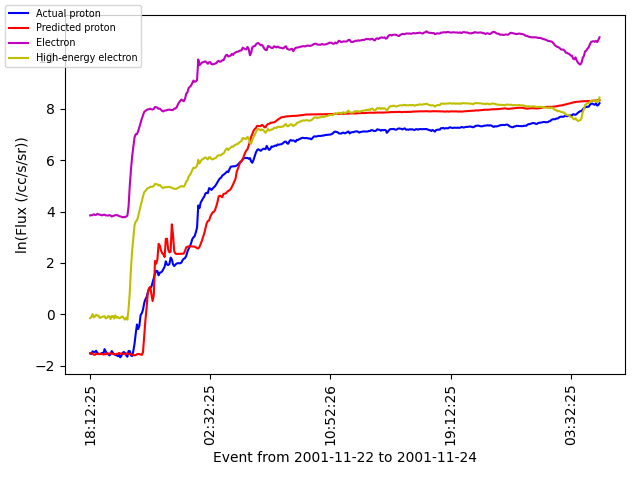 Actual proton
Predicted proton
Electron
High-energy electron
8
6
4
2
0
−2
ln(Flux (/cc/s/sr))
18:12:25
02:32:25
10:52:26
19:12:25
03:32:25
Event from 2001-11-22 to 2001-11-24